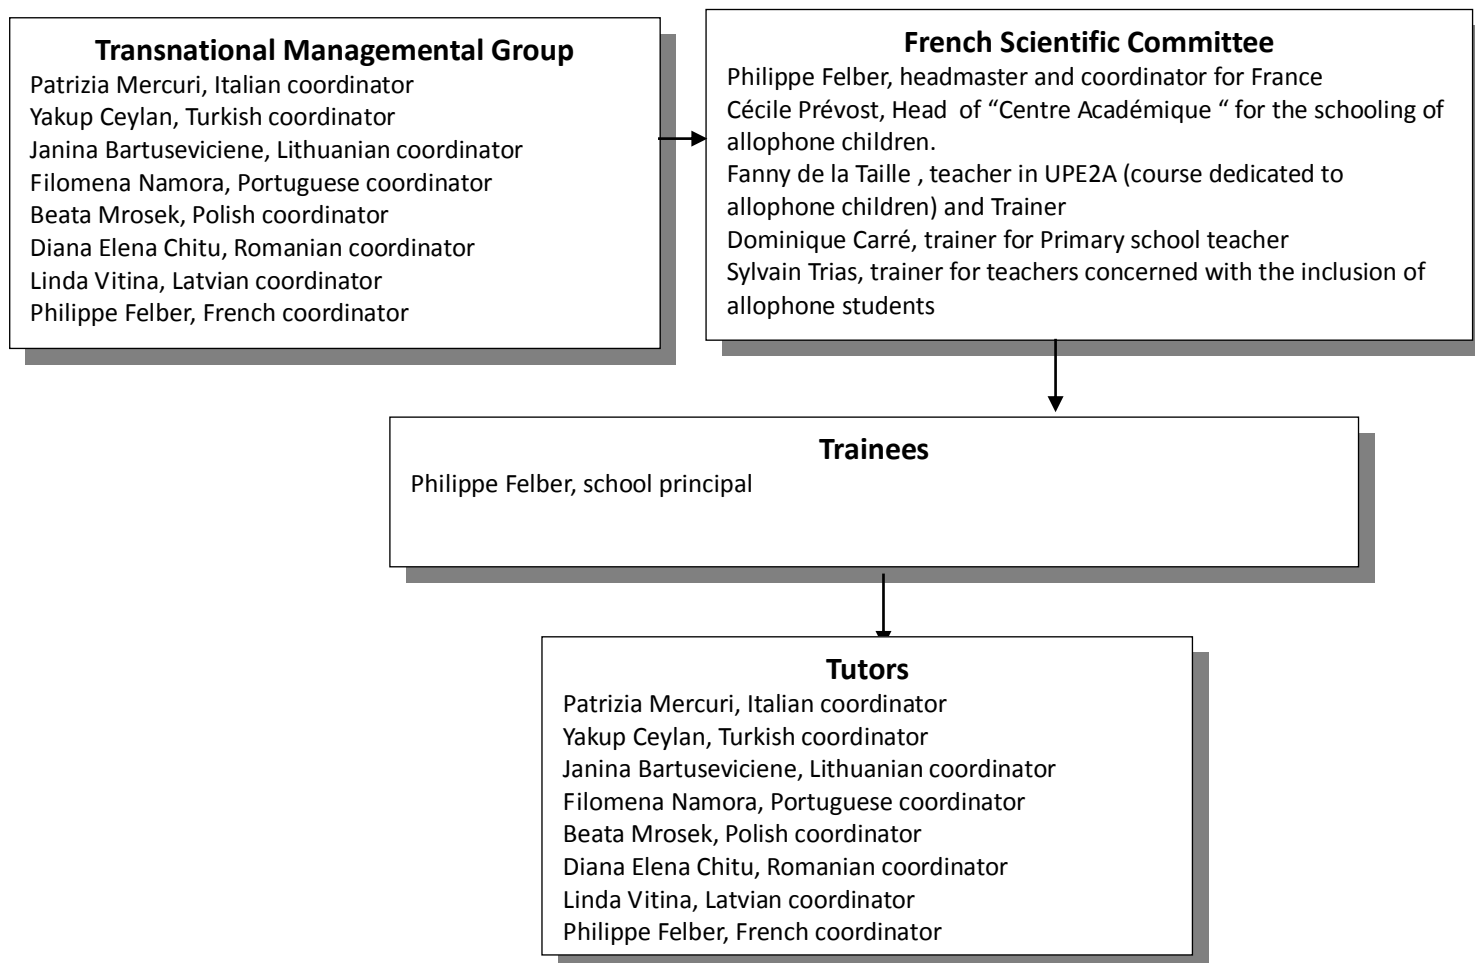 Transnational Managemental Group
Patrizia Mercuri, Italian coordinator
Yakup Ceylan, Turkish coordinator
Janina Bartuseviciene, Lithuanian coordinator
Filomena Namora, Portuguese coordinator
Beata Mrosek, Polish coordinator
Diana Elena Chitu, Romanian coordinator
Linda Vitina, Latvian coordinator
Philippe Felber, French coordinator
French Scientific Committee
Philippe Felber, headmaster and coordinator for France
Cécile Prévost, Head  of “Centre Académique “ for the schooling of
allophone children.
Fanny de la Taille , teacher in UPE2A (course dedicated to
allophone children) and Trainer
Dominique Carré, trainer for Primary school teacher
Sylvain Trias, trainer for teachers concerned with the inclusion of
allophone students
Trainees
Philippe Felber, school principal
Tutors
Patrizia Mercuri, Italian coordinator
Yakup Ceylan, Turkish coordinator
Janina Bartuseviciene, Lithuanian coordinator
Filomena Namora, Portuguese coordinator
Beata Mrosek, Polish coordinator
Diana Elena Chitu, Romanian coordinator
Linda Vitina, Latvian coordinator
Philippe Felber, French coordinator